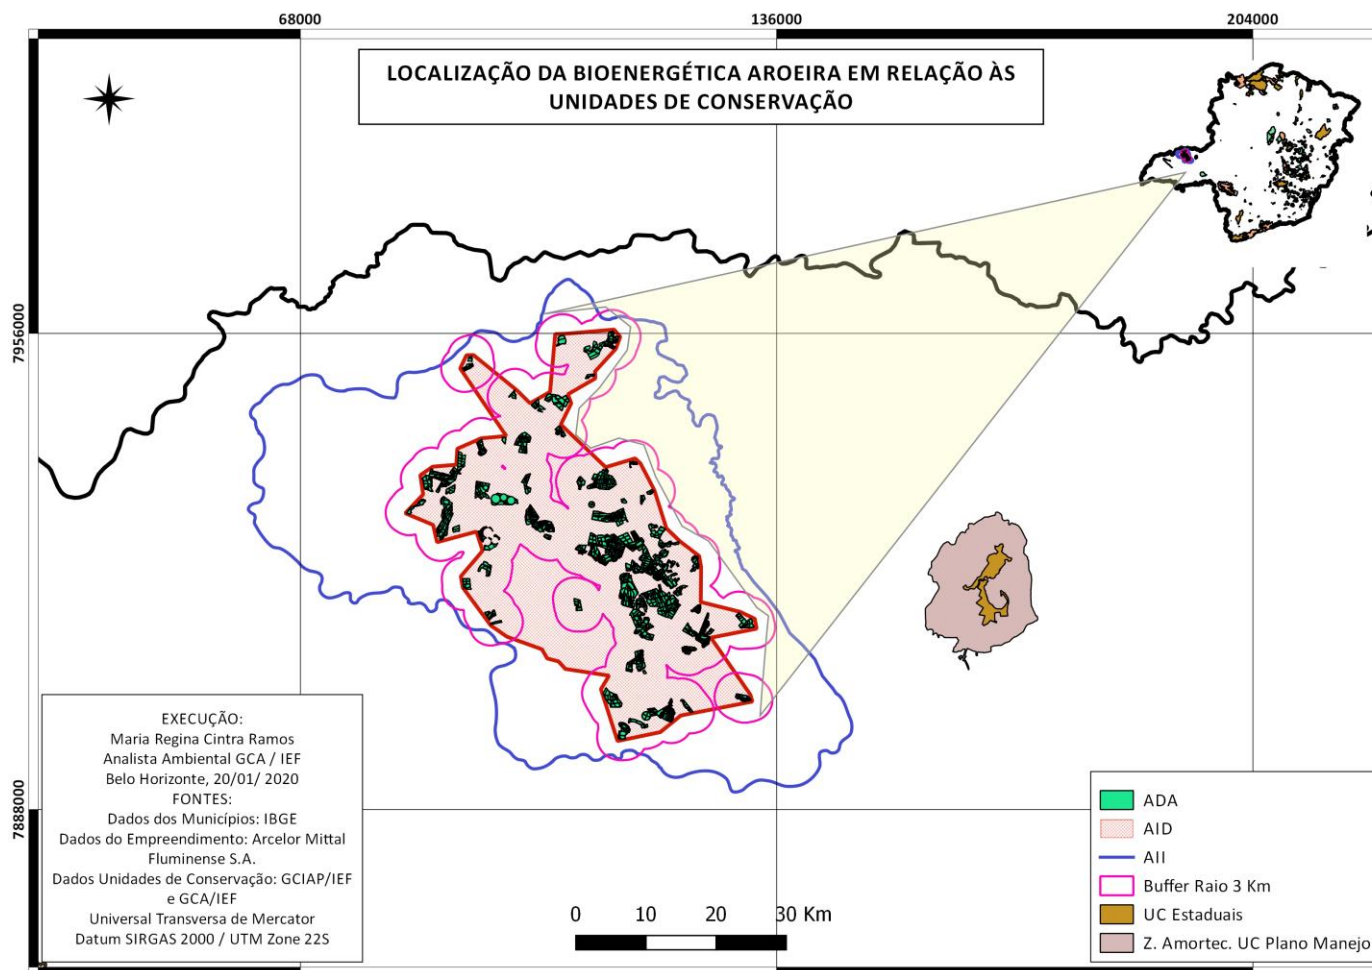 68000
136000
204000
LOCALIZAÇÃO DA BIOENERGÉTICA AROEIRA EM RELAÇÃO ÀS
UNIDADES DE CONSERVAÇÃO
7956000
7888000
EXECUÇÃO:
Maria Regina Cintra Ramos
Analista Ambiental GCA / IEF
Belo Horizonte, 20/01/ 2020
FONTES:
Dados dos Municípios: IBGE
Dados do Empreendimento: Arcelor Mittal
Fluminense S.A.
Dados Unidades de Conservação: GCIAP/IEF
e GCA/IEF
Universal Transversa de Mercator
Datum SIRGAS 2000 / UTM Zone 22S
0 10 20 30 Km
ADA
AID
AII
Buffer Raio 3 Km
UC Estaduais
Z. Amortec. UC Plano Manejo